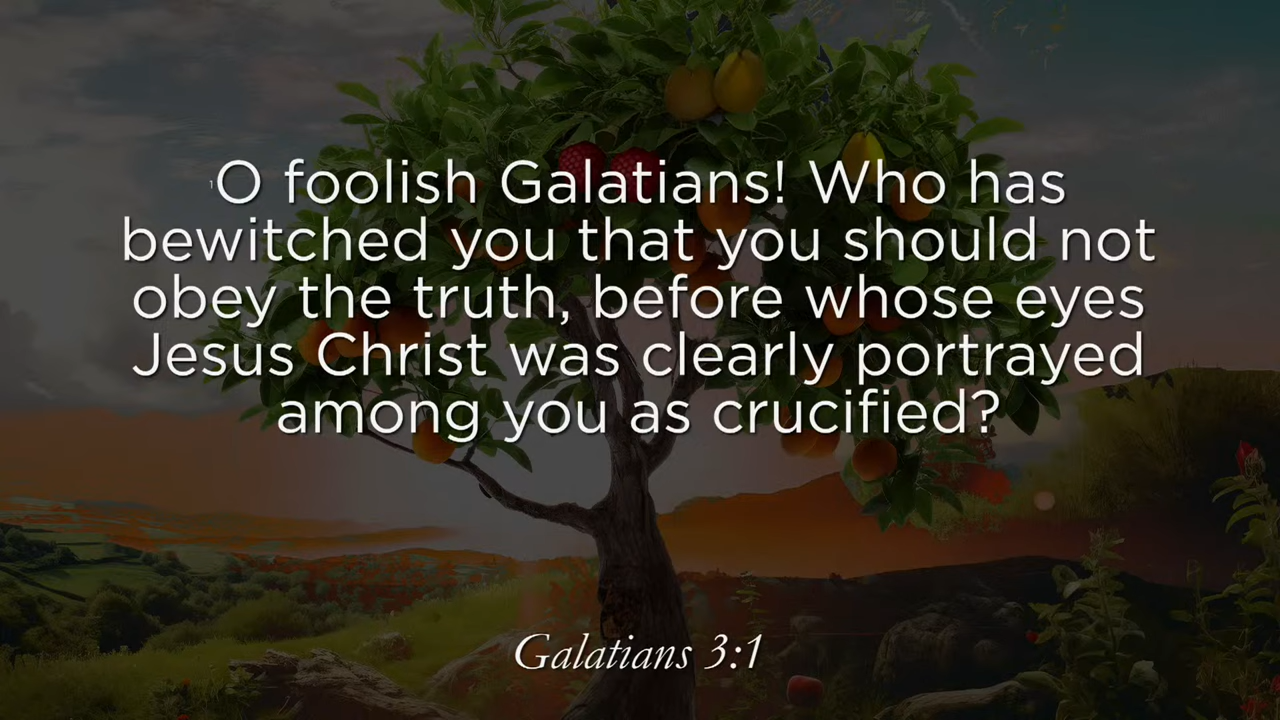 ¹O foolish Galatians! Who has
bewitched you that you should not
obey the truth, before whose eyes
Jesus Christ was clearly portrayed
among you as crucified?
Galatians 3:1